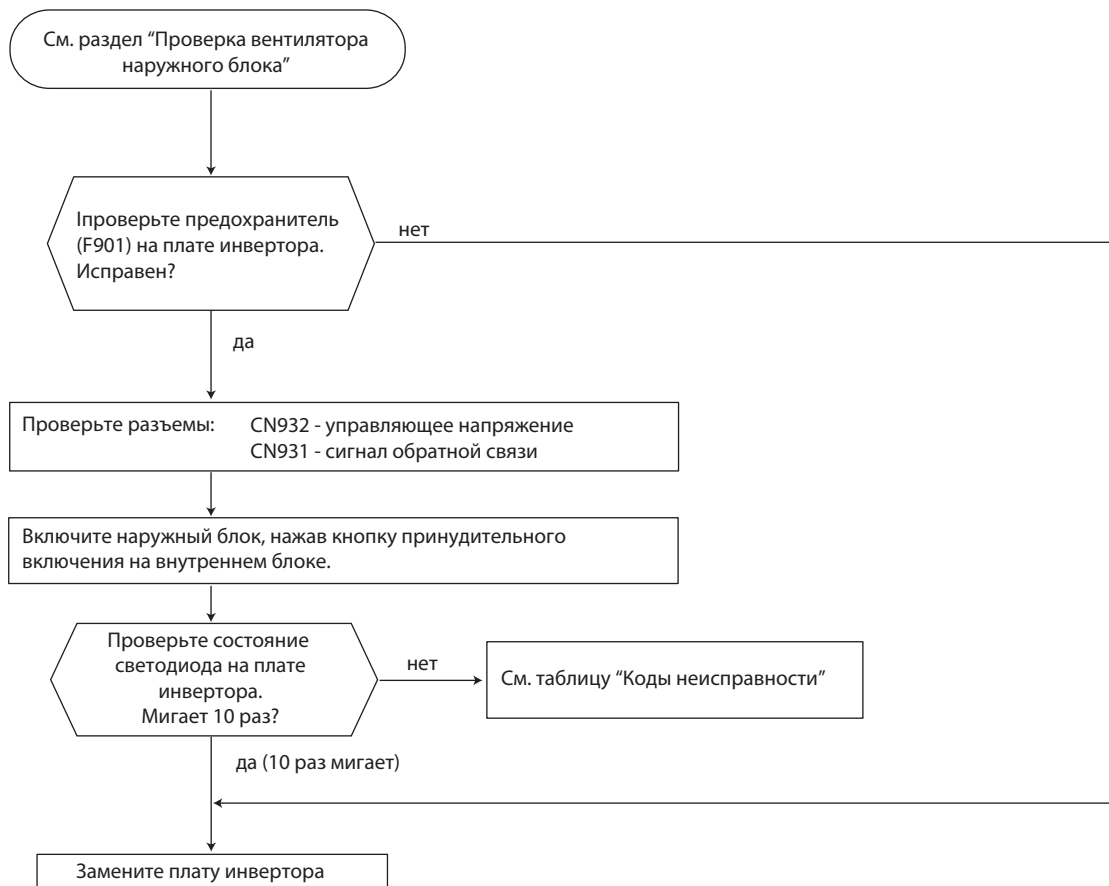 См. раздел “Проверка вентилятора
наружного блока”
Iпроверьте предохранитель
(F901) на плате инвертора.
Исправен?
нет
да
Проверьте разъемы: CN932 - управляющее напряжение
CN931 - сигнал обратной связи
Включите наружный блок, нажав кнопку принудительного
включения на внутреннем блоке.
Проверьте состояние
светодиода на плате
инвертора.
Мигает 10 раз?
нет
См. таблицу “Коды неисправности”
да (10 раз мигает)
Замените плату инвертора